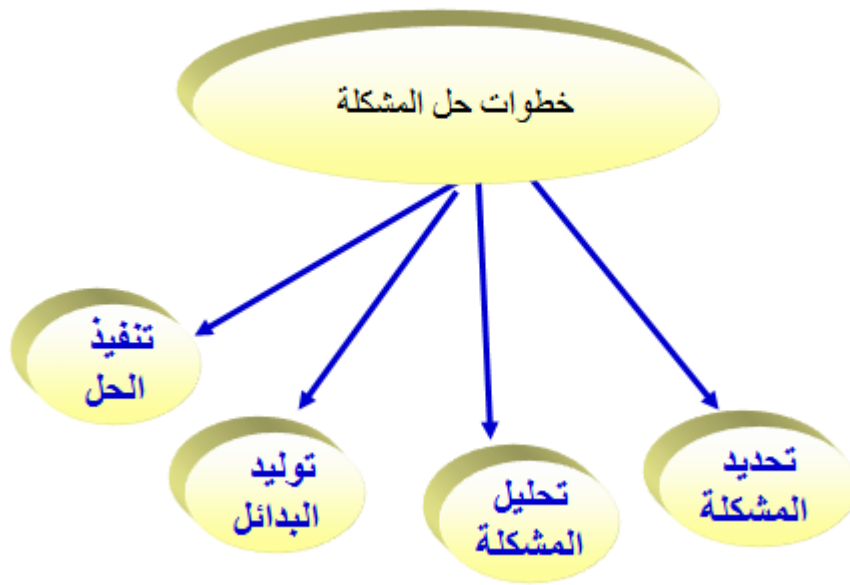 خطوات حل المشكلة
تحديد
المشكلة
تحليل
المشكلة
توليد
البدائل
تنفيذ
الحل